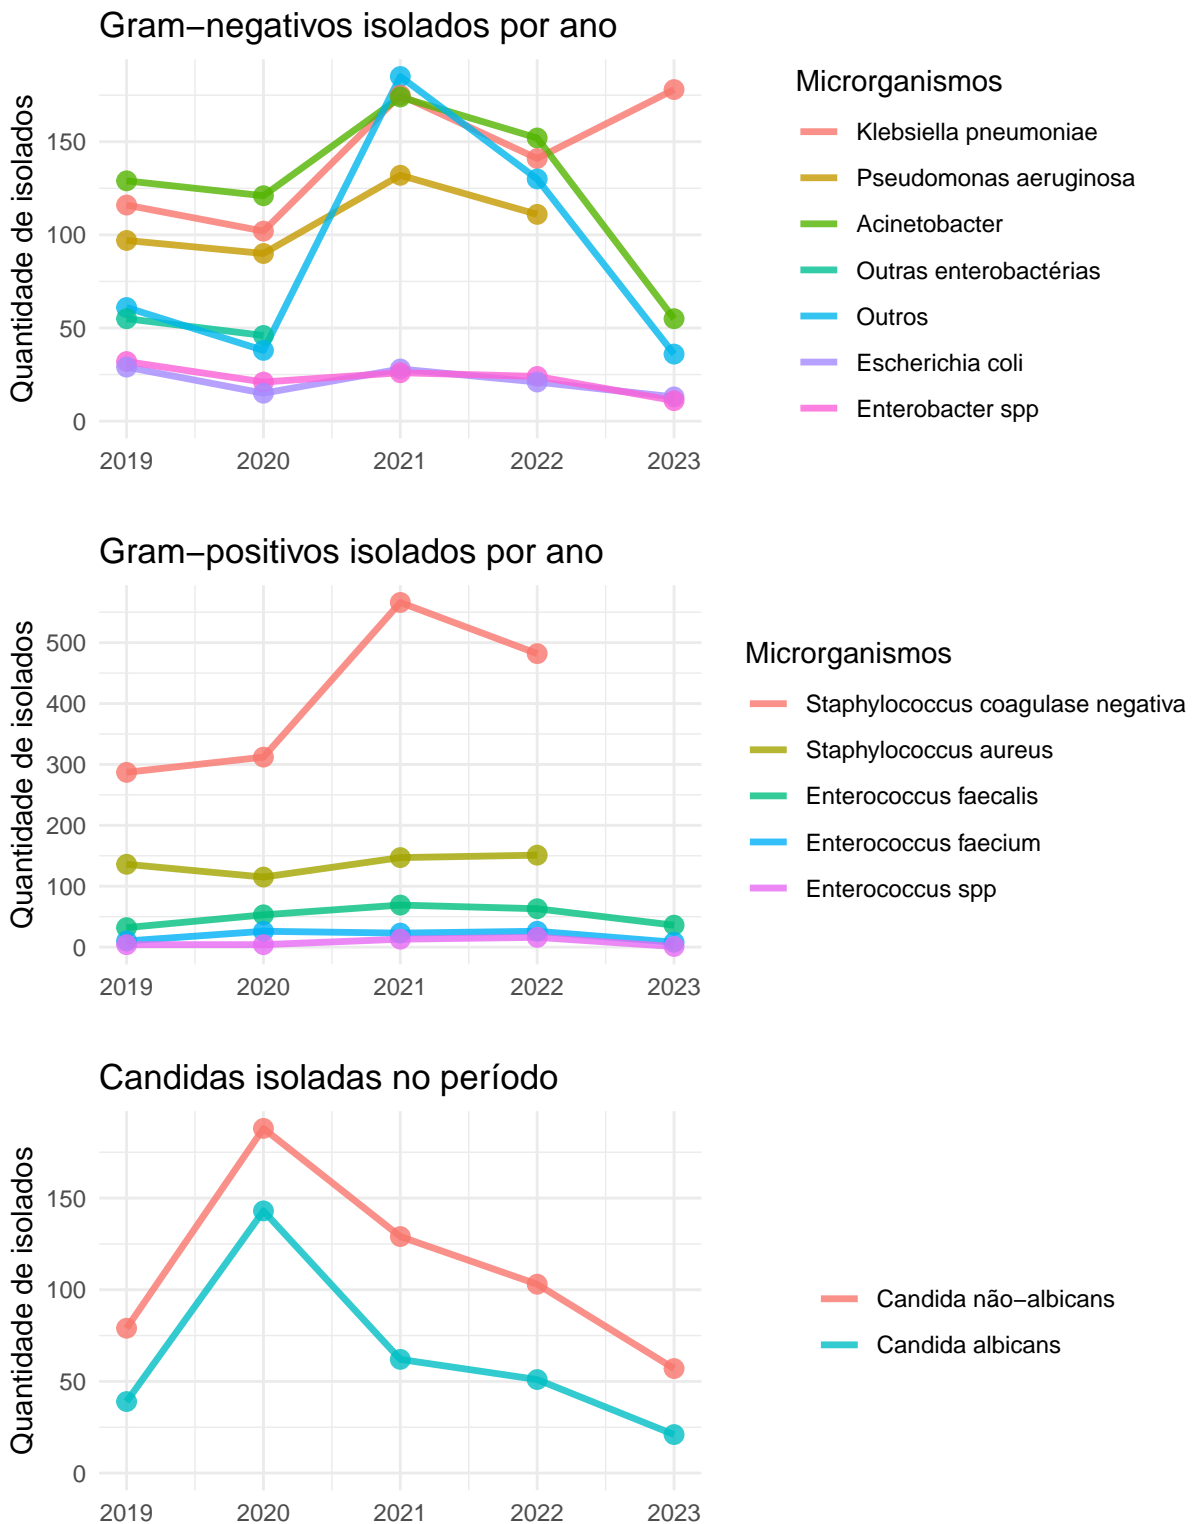 Gram−negativos isolados por ano
Quantidade de isolados
150
100
50
0
2019 2020 2021 2022 2023
Microrganismos
Klebsiella pneumoniae
Pseudomonas aeruginosa
Acinetobacter
Outras enterobactérias
Outros
Escherichia coli
Enterobacter spp
Gram−positivos isolados por ano
Quantidade de isolados
500
400
300
200
100
0
2019 2020 2021 2022 2023
Microrganismos
Staphylococcus coagulase negativa
Staphylococcus aureus
Enterococcus faecalis
Enterococcus faecium
Enterococcus spp
Candidas isoladas no período
Quantidade de isolados
150
100
50
0
2019 2020 2021 2022 2023
Candida não−albicans
Candida albicans